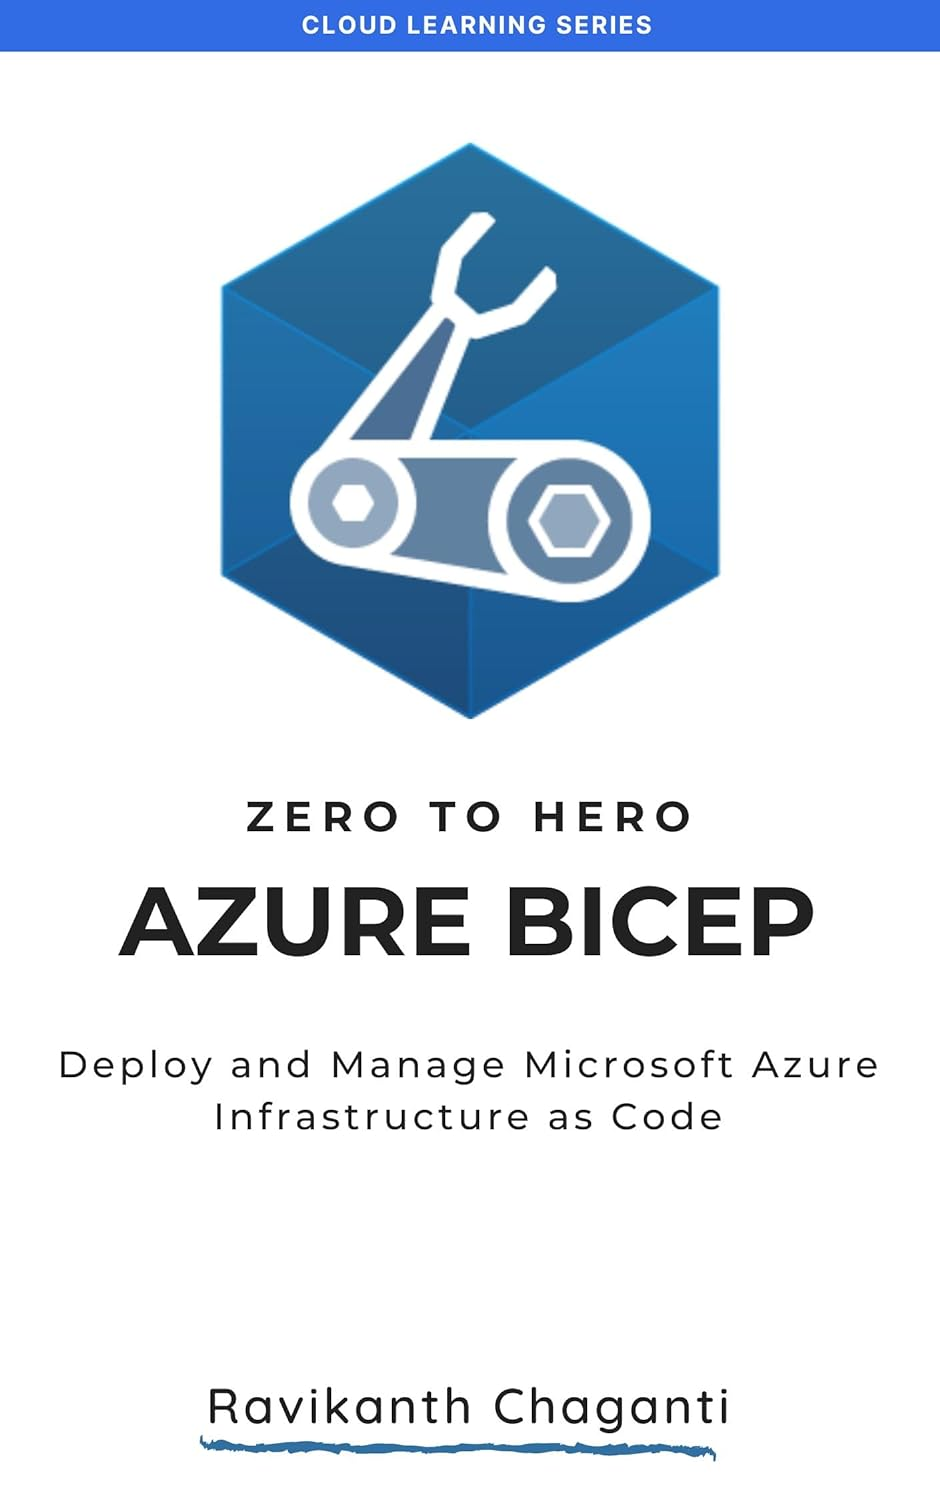 CLOUD LEARNING SERIES
ZERO TO HERO
AZURE BICEP
Deploy and Manage Microsoft Azure
Infrastructure as Code
Ravikanth Chaganti